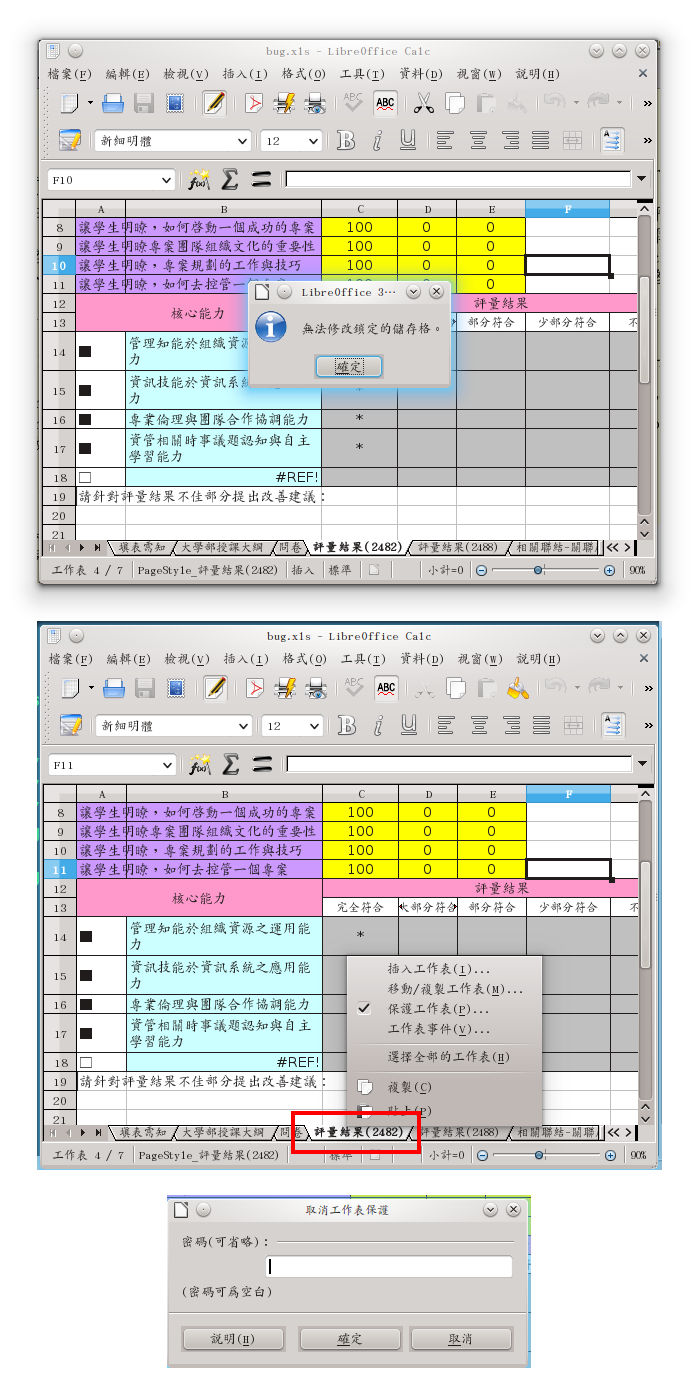 bug.xls - LibreOffice Calc
檔案(F) 編輯(E) 檢視(V) 插入(I) 格式(O) 工具(T) 資料(D) 視窗(W) 說明(H)
新細明體 12
F10
A B C D E F
8 讓學生明瞭,如何啓動一個成功的專案 100 0 0
9 讓學生明瞭專案團隊組織文化的重要性 100 0 0
10 讓學生明瞭,專案規劃的工作與技巧 100 0 0
11 讓學生明瞭,如何去控管一
12 核心能力 評量結果
13 部分符合 少部分符合 不
LibreOffice 3…
無法修改鎖定的儲存格。
確定
14 管理知能於組織資
力
15 資訊技能於資訊系
力
16 專業倫理與團隊合作協調能力 *
17 資管相關時事議題認知與自主 *
學習能力
18 #REF!
19 請針對評量結果不佳部分提出改善建議:
20
21
填表需知 大學部授課大綱 問卷 評量結果(2482) 評量結果(2488) 相關聯結-關聯
工作表 4 / 7 PageStyle_評量結果(2482) 插入 標準 小計=0 90%
bug.xls - LibreOffice Calc
檔案(F) 編輯(E) 檢視(V) 插入(I) 格式(O) 工具(T) 資料(D) 視窗(W) 說明(H)
新細明體 12
F11
A B C D E F
8 讓學生明瞭,如何啓動一個成功的專案 100 0 0
9 讓學生明瞭專案團隊組織文化的重要性 100 0 0
10 讓學生明瞭,專案規劃的工作與技巧 100 0 0
11 讓學生明瞭,如何去控管一個專案 100 0 0
12 核心能力 評量結果
13 完全符合 大部分符合 部分符合 少部分符合 不
14 管理知能於組織資源之運用能 *
力
15 資訊技能於資訊系統之應用能
力
16 專業倫理與團隊合作協調能力
17 資管相關時事議題認知與自主
學習能力
18 #REF!
19 請針對評量結果不佳部分提出改善建議:
20
21
插入工作表(I)...
移動/複製工作表(M)...
保護工作表(P)...
工作表事件(V)...
選擇全部的工作表(H)
複製(C)
貼上(P)
填表需知 大學部授課大綱 問卷 評量結果(2482) 評量結果(2488) 相關聯結-關聯
工作表 4 / 7 PageStyle_評量結果(2482) 標準 小計=0 90%
取消工作表保護
密碼(可省略):
(密碼可爲空白)
說明(H) 確定 取消